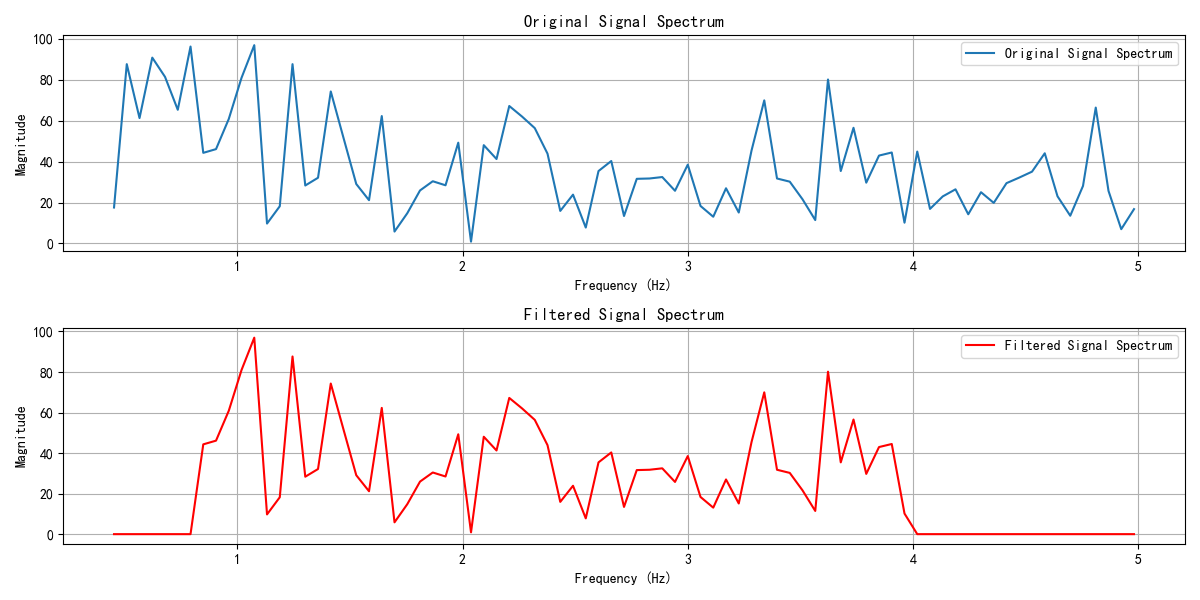 Original Signal Spectrum
100
80
60
40
20
0
Magnitude
Original Signal Spectrum
1
2
3
4
5
Frequency (Hz)
Filtered Signal Spectrum
100
80
60
40
20
0
Magnitude
Filtered Signal Spectrum
1
2
3
4
5
Frequency (Hz)